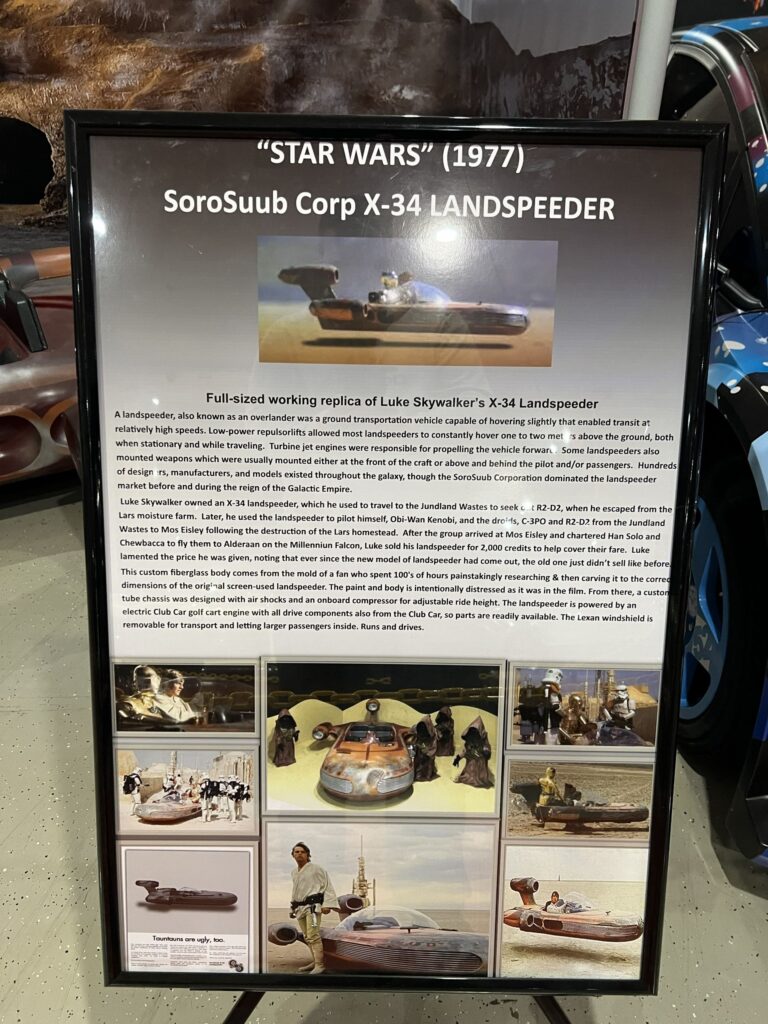 "STAR WARS" (1977)
SoroSuub Corp X-34 LANDSPEEDER
Full-sized working replica of Luke Skywalker's X-34 Landspeeder
A landspeeder, also known as an overlander was a ground transportation vehicle capable of hovering slightly that enabled transit at
relatively high speeds. Low-power repulsorlifts allowed most landspeeders to constantly hover one to two meters above the ground, both
when stationary and while traveling. Turbine jet engines were responsible for propelling the vehicle forward. Some landspeeders also
mounted weapons which were usually mounted either at the front of the craft or above and behind the pilot and/or passengers. Hundreds
of designers, manufacturers, and models existed throughout the galaxy, though the SoroSuub Corporation dominated the landspeeder
market before and during the reign of the Galactic Empire.
Luke Skywalker owned an X-34 landspeeder, which he used to travel to the Jundland Wastes to seek out R2-D2, when he escaped from the
Lars moisture farm. Later, he used the landspeeder to pilot himself, Obi-Wan Kenobi, and the droids, C-3PO and R2-D2 from the Jundland
Wastes to Mos Eisley following the destruction of the Lars homestead. After the group arrived at Mos Eisley and chartered Han Solo and
Chewbacca to fly them to Alderaan on the Millenniun Falcon, Luke sold his landspeeder for 2,000 credits to help cover their fare. Luke
lamented the price he was given, noting that ever since the new model of landspeeder had come out, the old one just didn't sell like before.
This custom fiberglass body comes from the mold of a fan who spent 100's of hours painstakingly researching & then carving it to the correc
dimensions of the original screen-used landspeeder. The paint and body is intentionally distressed as it was in the film. From there, a custom
tube chassis was designed with air shocks and an onboard compressor for adjustable ride height. The landspeeder is powered by an
electric Club Car golf cart engine with all drive components also from the Club Car, so parts are readily available. The Lexan windshield is
removable for transport and letting larger passengers inside. Runs and drives.
Tauntauns are ugly, too.